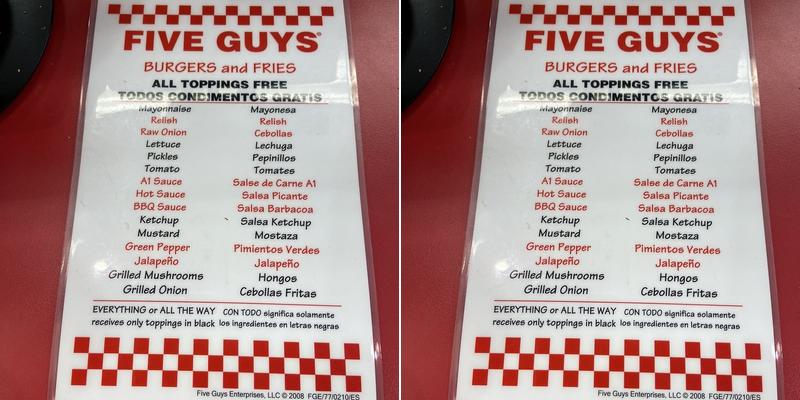 FIVE GUYS®
BURGERS and FRIES
ALL TOPPINGS FREE
TODOS CONDIMENTOS GRATIS
Mayonnaise Mayonesa
Relish Relish
Raw Onion Cebollas
Lettuce Lechuga
Pickles Pepinillos
Tomato Tomates
A1 Sauce Salse de Carne A1
Hot Sauce Salsa Picante
BBQ Sauce Salsa Barbacoa
Ketchup Salsa Ketchup
Mustard Mostaza
Green Pepper Pimientos Verdes
Jalapeño Jalapeño
Grilled Mushrooms Hongos
Grilled Onion Cebollas Fritas
EVERYTHING or ALL THE WAY CON TODO significa solamente
receives only toppings in black los ingredientes en letras negras
Five Guys Enterprises, LLC © 2008 FGE/77/0210/ES
FIVE GUYS®
BURGERS and FRIES
ALL TOPPINGS FREE
TODOS CONDIMENTOS GRATIS
Mayonnaise Mayonesa
Relish Relish
Raw Onion Cebollas
Lettuce Lechuga
Pickles Pepinillos
Tomato Tomates
A1 Sauce Salse de Carne A1
Hot Sauce Salsa Picante
BBQ Sauce Salsa Barbacoa
Ketchup Salsa Ketchup
Mustard Mostaza
Green Pepper Pimientos Verdes
Jalapeño Jalapeño
Grilled Mushrooms Hongos
Grilled Onion Cebollas Fritas
EVERYTHING or ALL THE WAY CON TODO significa solamente
receives only toppings in black los ingredientes en letras negras
Five Guys Enterprises, LLC © 2008 FGE/77/0210/ES